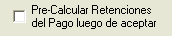 Pre-Calcular Retenciones
del Pago luego de aceptar